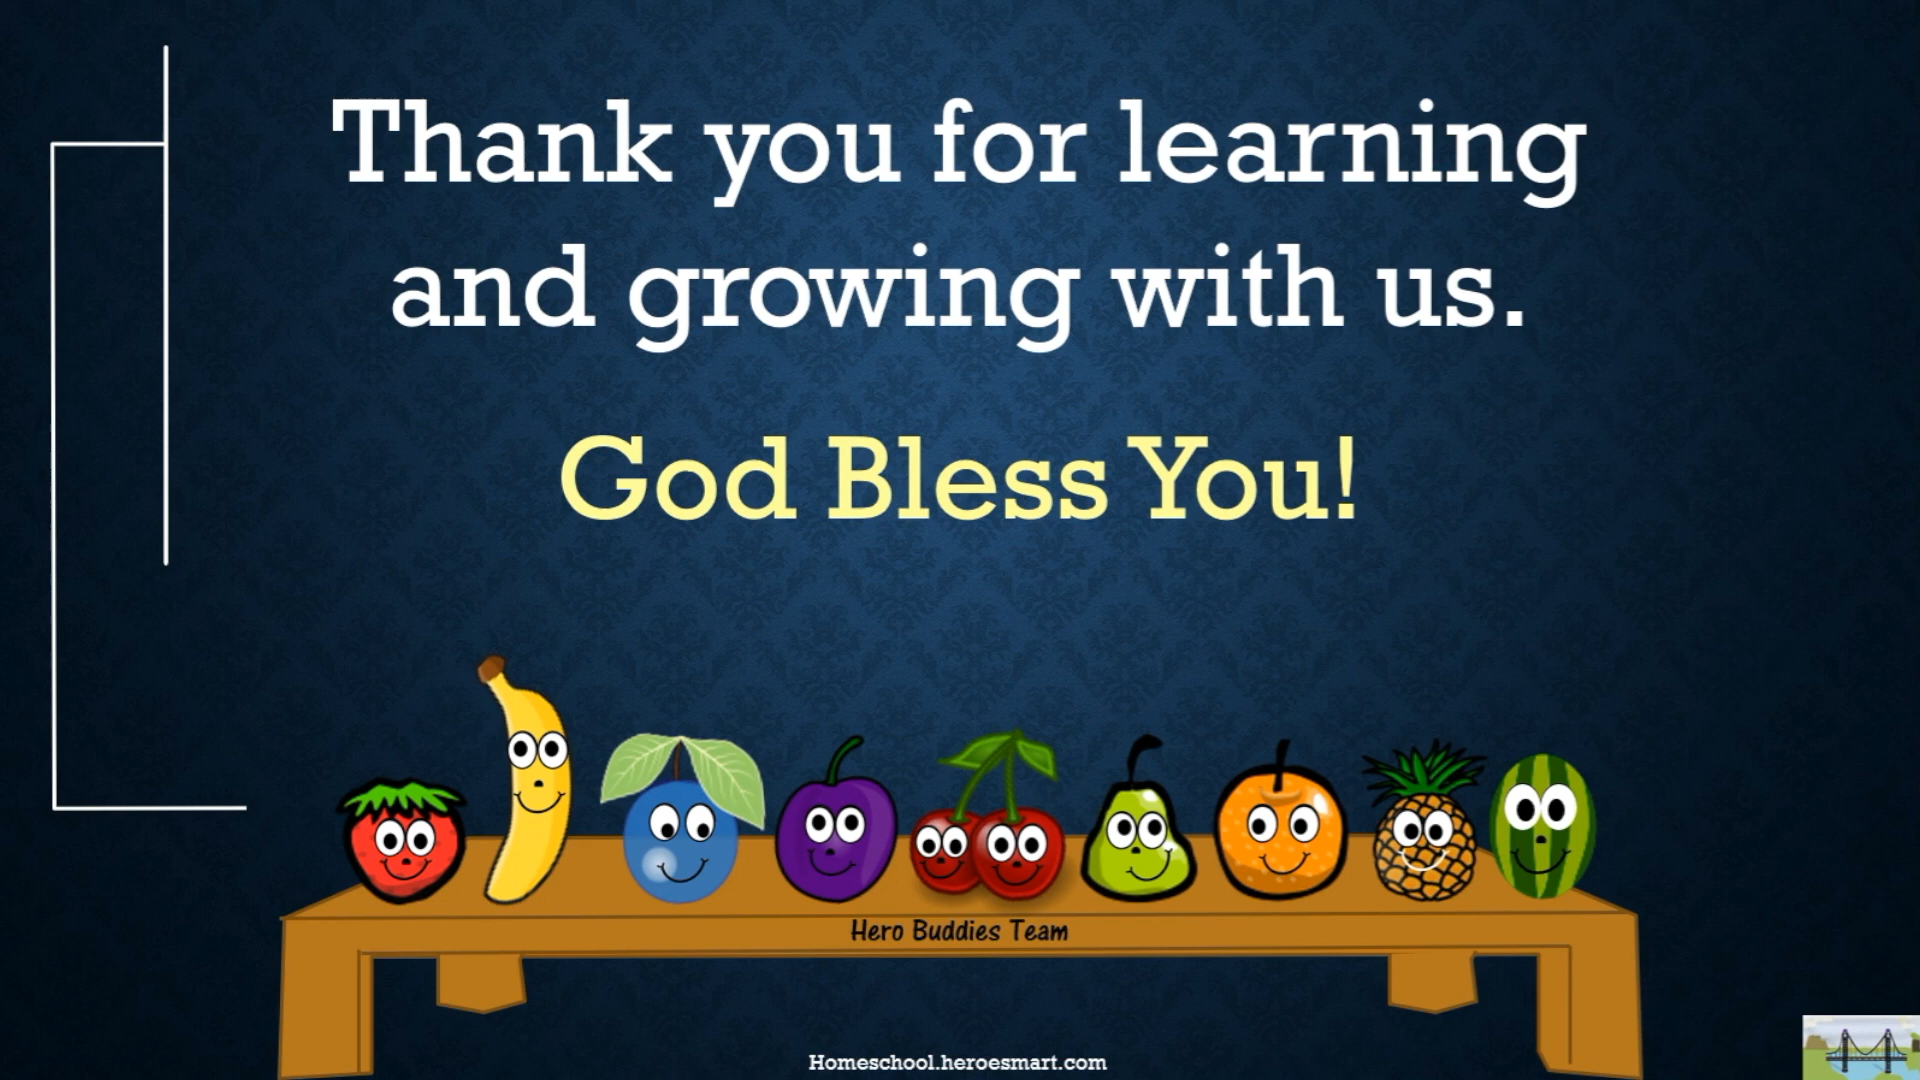 Thank you for learning
and growing with us.
God Bless You!
Hero Buddies Team
Homeschool.heroesmart.com